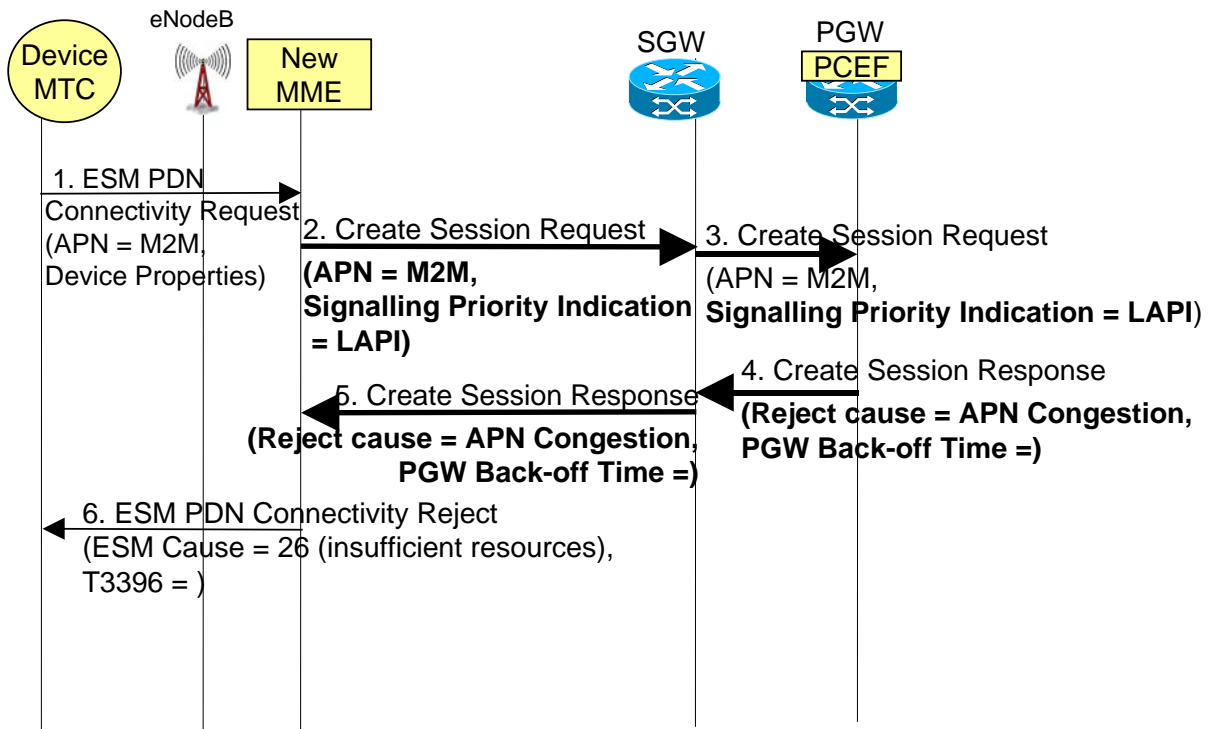 eNodeB
Device
MTC
New
MME
SGW
PGW
PCEF
1. ESM PDN
Connectivity Request
(APN = M2M,
Device Properties)
2. Create Session Request
(APN = M2M,
Signalling Priority Indication
= LAPI)
3. Create Session Request
(APN = M2M,
Signalling Priority Indication = LAPI)
4. Create Session Response
(Reject cause = APN Congestion,
PGW Back-off Time =)
5. Create Session Response
(Reject cause = APN Congestion,
PGW Back-off Time =)
6. ESM PDN Connectivity Reject
(ESM Cause = 26 (insufficient resources),
T3396 = )